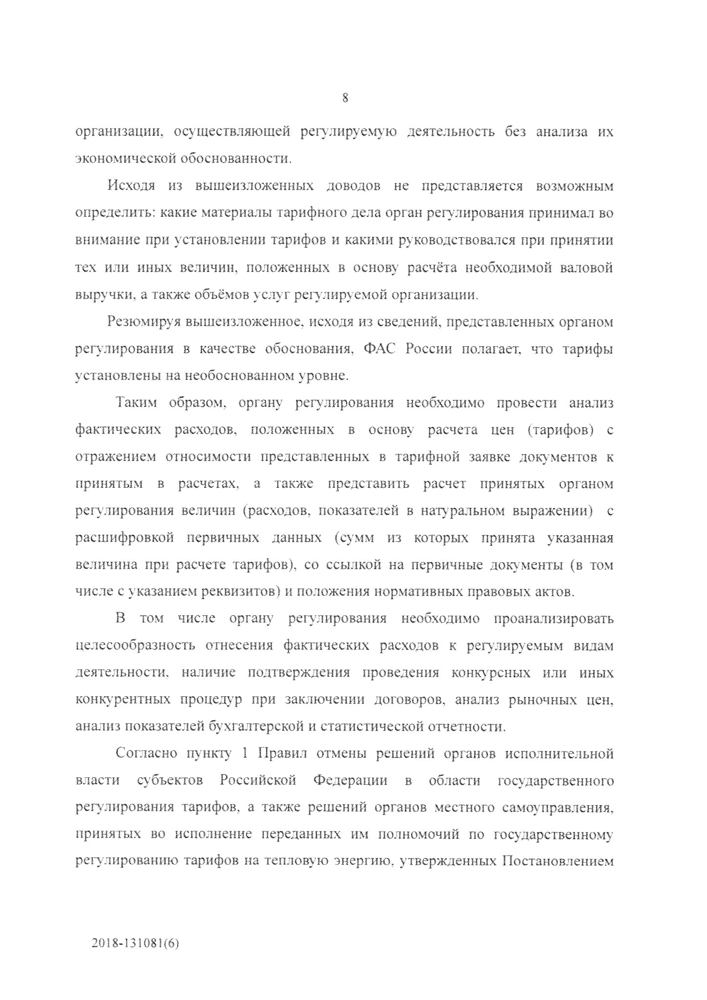 8
организации, осуществляющей регулируемую деятельность без анализа их
экономической обоснованности.
Исходя из вышеизложенных доводов не представляется возможным
определить: какие материалы тарифного дела орган регулирования принимал во
внимание при установлении тарифов и какими руководствовался при принятии
тех или иных величин, положенных в основу расчёта необходимой валовой
выручки, а также объёмов услуг регулируемой организации.
Резюмируя вышеизложенное, исходя из сведений, представленных органом
регулирования в качестве обоснования, ФАС России полагает, что тарифы
установлены на необоснованном уровне.
Таким образом, органу регулирования необходимо провести анализ
фактических расходов, положенных в основу расчета цен (тарифов) с
отражением относимости представленных в тарифной заявке документов к
принятым в расчетах, а также представить расчет принятых органом
регулирования величин (расходов, показателей в натуральном выражении) с
расшифровкой первичных данных (сумм из которых принята указанная
величина при расчете тарифов), со ссылкой на первичные документы (в том
числе с указанием реквизитов) и положения нормативных правовых актов.
В том числе органу регулирования необходимо проанализировать
целесообразность отнесения фактических расходов к регулируемым видам
деятельности, наличие подтверждения проведения конкурсных или иных
конкурентных процедур при заключении договоров, анализ рыночных цен,
анализ показателей бухгалтерской и статистической отчетности.
Согласно пункту 1 Правил отмены решений органов исполнительной
власти субъектов Российской Федерации в области государственного
регулирования тарифов, а также решений органов местного самоуправления,
принятых во исполнение переданных им полномочий по государственному
регулированию тарифов на тепловую энергию, утвержденных Постановлением
2018-131081(6)